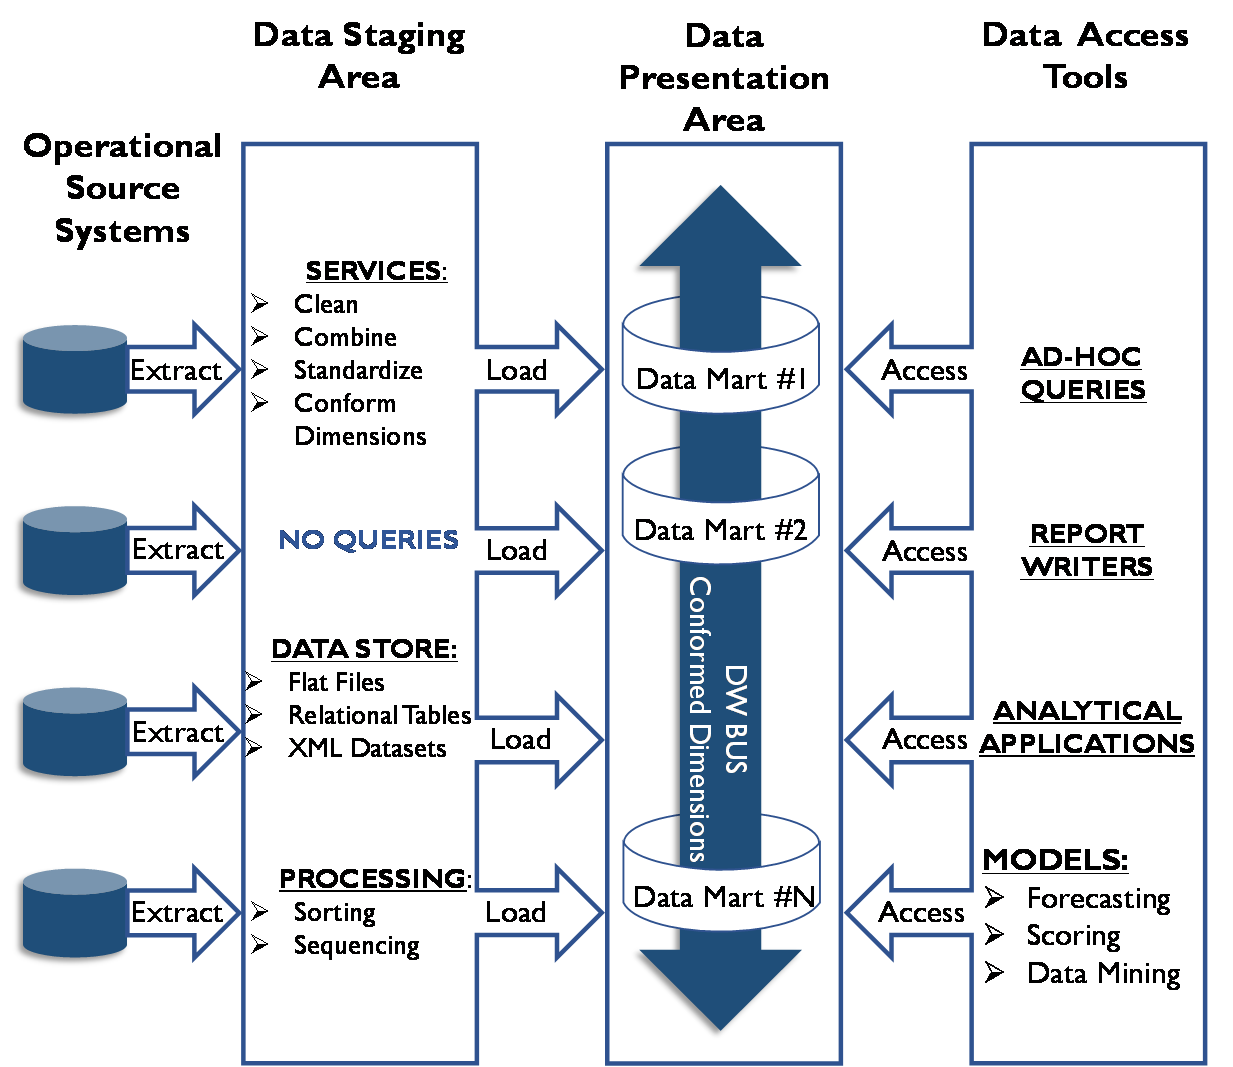 Data Staging
Area
Data
Presentation
Area
Data Access
Tools
Operational
Source
Systems
SERVICES:
Clean
Combine
Standardize
Conform
Dimensions
NO QUERIES
DATA STORE:
Flat Files
Relational Tables
XML Datasets
PROCESSING:
Sorting
Sequencing
Extract
Extract
Extract
Extract
Load
Load
Load
Load
Data Mart #1
Data Mart #2
DW BUS
Conformed Dimensions
Data Mart #N
Access
Access
Access
Access
AD-HOC
QUERIES
REPORT
WRITERS
ANALYTICAL
APPLICATIONS
MODELS:
Forecasting
Scoring
Data Mining